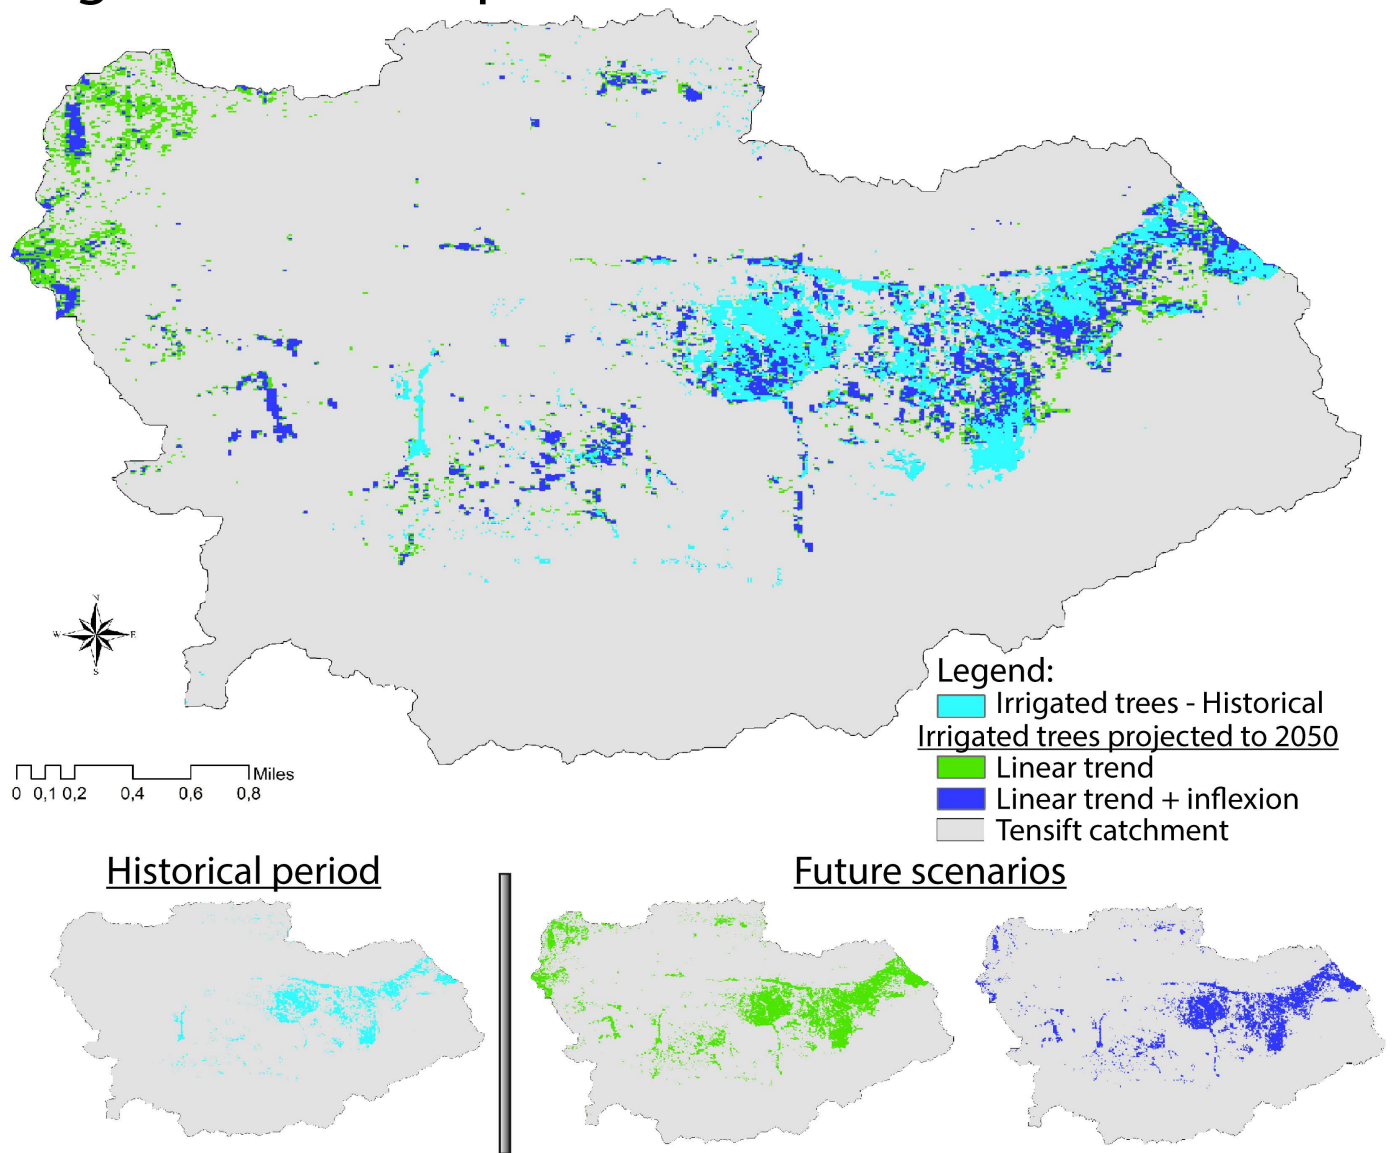 N
W E
S
Legend:
Irrigated trees - Historical
Irrigated trees projected to 2050
Linear trend
Linear trend + inflexion
Tensift catchment
Miles
0 0,1 0,2 0,4 0,6 0,8
Historical period
Future scenarios